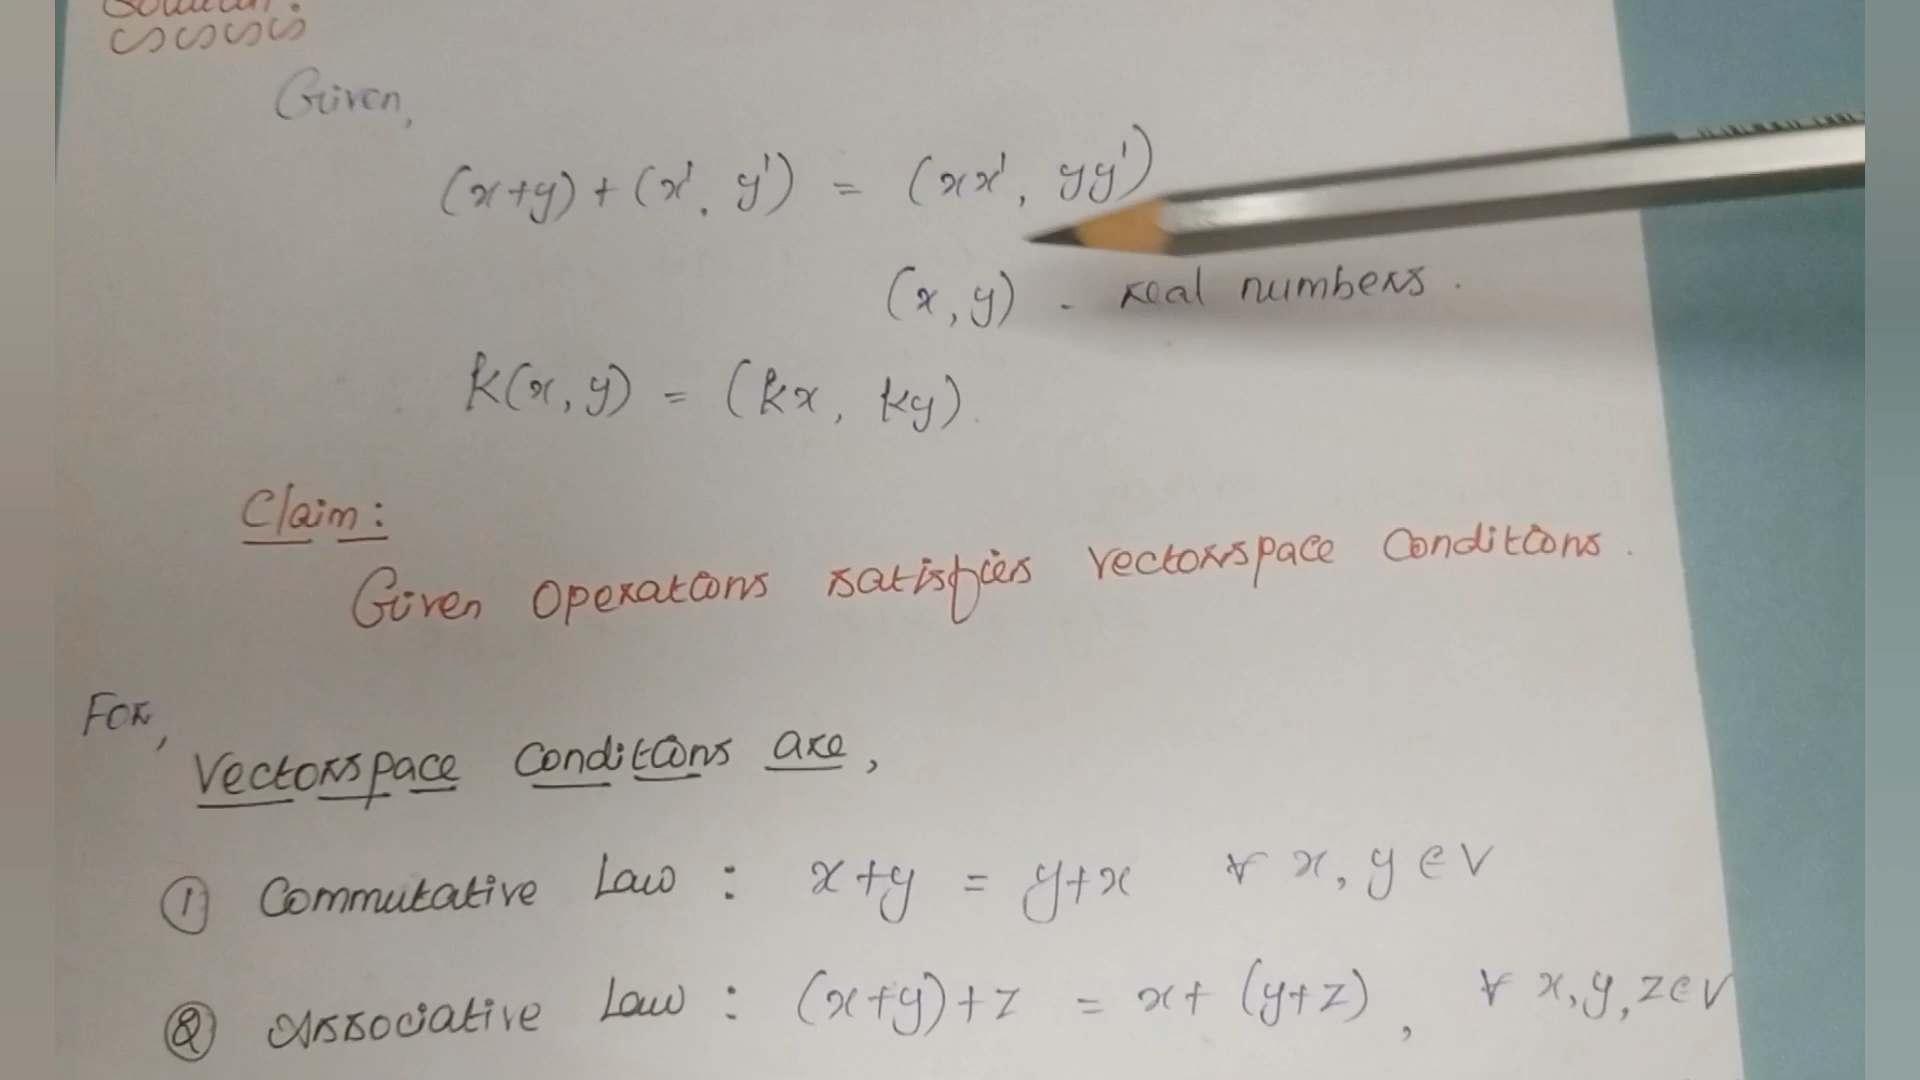 Given,
(x+y) + (x', y') = (xx', yy')
(x, y) - real numbers.
k(x, y) = (kx, ky).
Claim:
Given operations satisfies vectorspace conditions.
For,
Vectorspace conditions are,
① Commutative Law : x+y = y+x ∀ x, y ∈ V
② Associative Law : (x+y)+z = x+(y+z), ∀ x,y,z∈V